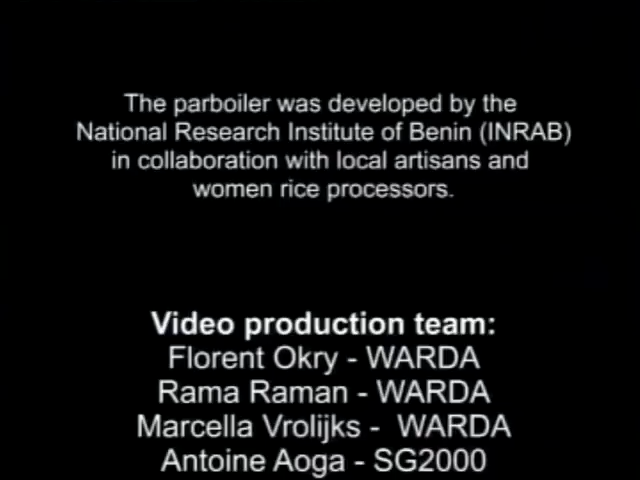 The parboiler was developed by the
National Research Institute of Benin (INRAB)
in collaboration with local artisans and
women rice processors.
Video production team:
Florent Okry - WARDA
Rama Raman - WARDA
Marcella Vrolijks -  WARDA
Antoine Aoga - SG2000